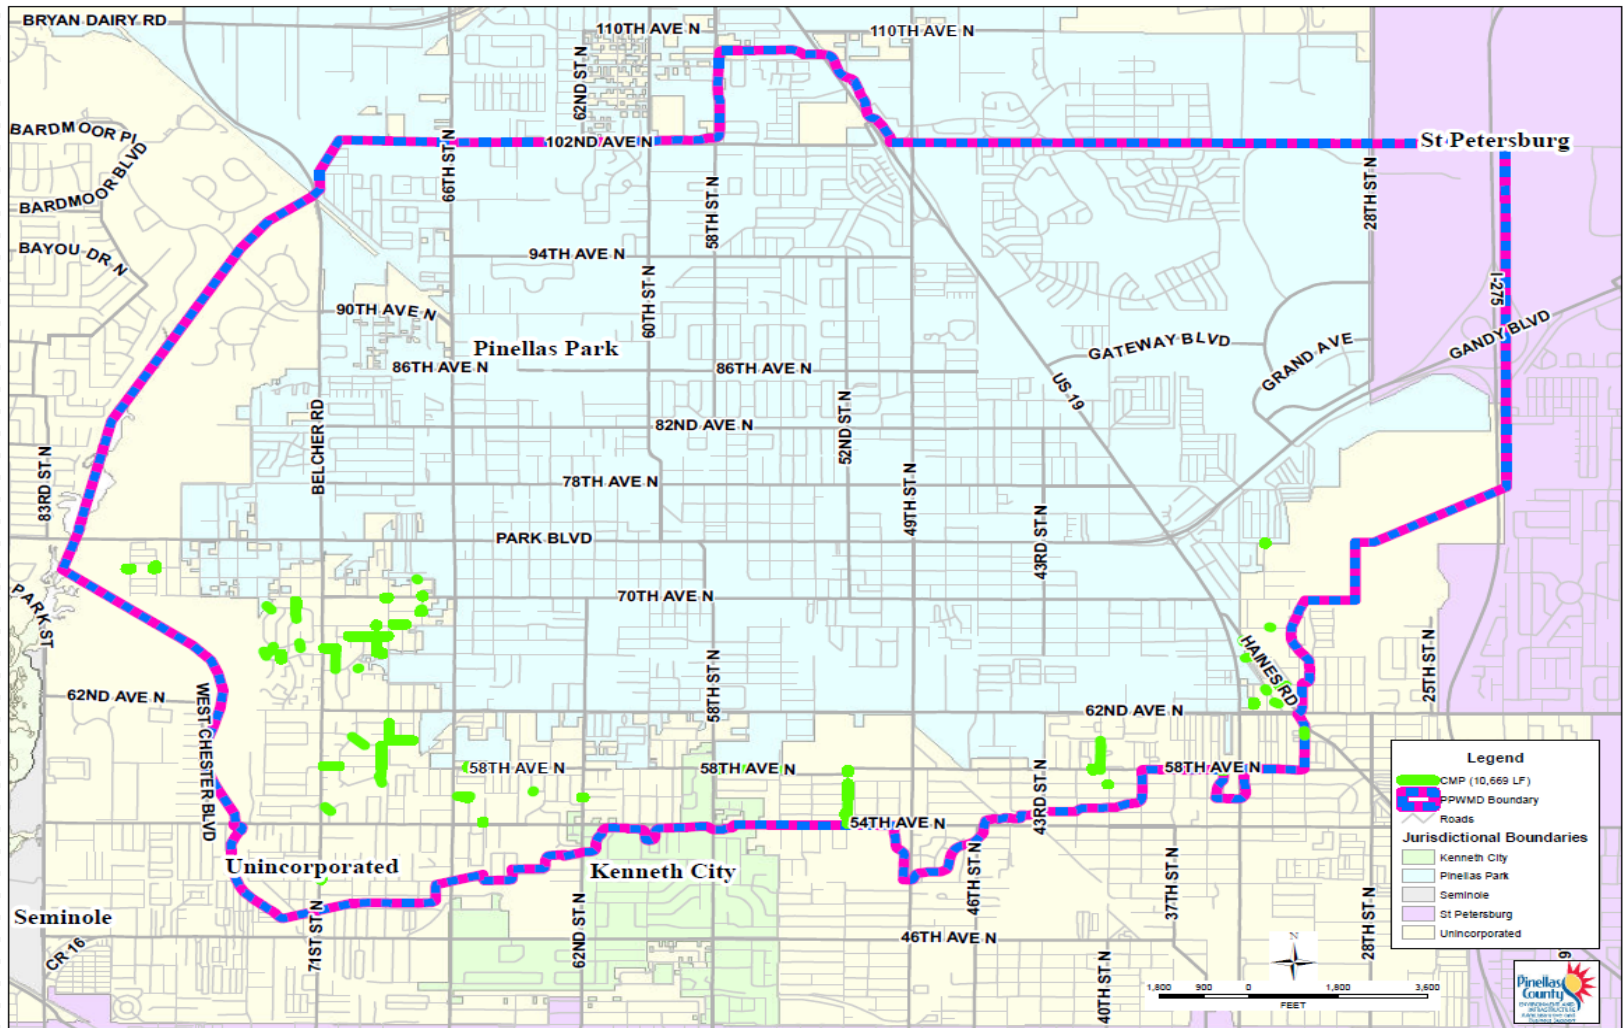 BRYAN DAIRY RD
110TH AVE N
110TH AVE N
62ND ST N
BARDMOOR PL
BARDMOOR BLVD
66TH ST N
102ND AVE N
St Petersburg
28TH ST N
58TH ST N
BAYOU DR N
94TH AVE N
60TH ST N
I-275
90TH AVE N
GANDY BLVD
GATEWAY BLVD
GRAND AVE
Pinellas Park
86TH AVE N
86TH AVE N
US 19
BELCHER RD
82ND AVE N
52ND ST N
83RD ST N
78TH AVE N
49TH ST N
43RD ST N
PARK BLVD
PARK ST
70TH AVE N
HAINES RD
25TH ST N
58TH ST N
62ND AVE N
WEST CHESTER BLVD
62ND AVE N
58TH AVE N
58TH AVE N
58TH AVE N
43RD ST N
54TH AVE N
Unincorporated
Kenneth City
46TH ST N
37TH ST N
28TH ST N
Seminole
71ST ST N
62ND ST N
46TH AVE N
CR 16
40TH ST N
Legend
CMP (10,669 LF)
PPWMD Boundary
Roads
Jurisdictional Boundaries
Kenneth City
Pinellas Park
Seminole
St Petersburg
Unincorporated
N
1,800 900 0 1,800 3,600
FEET
Pinellas
County